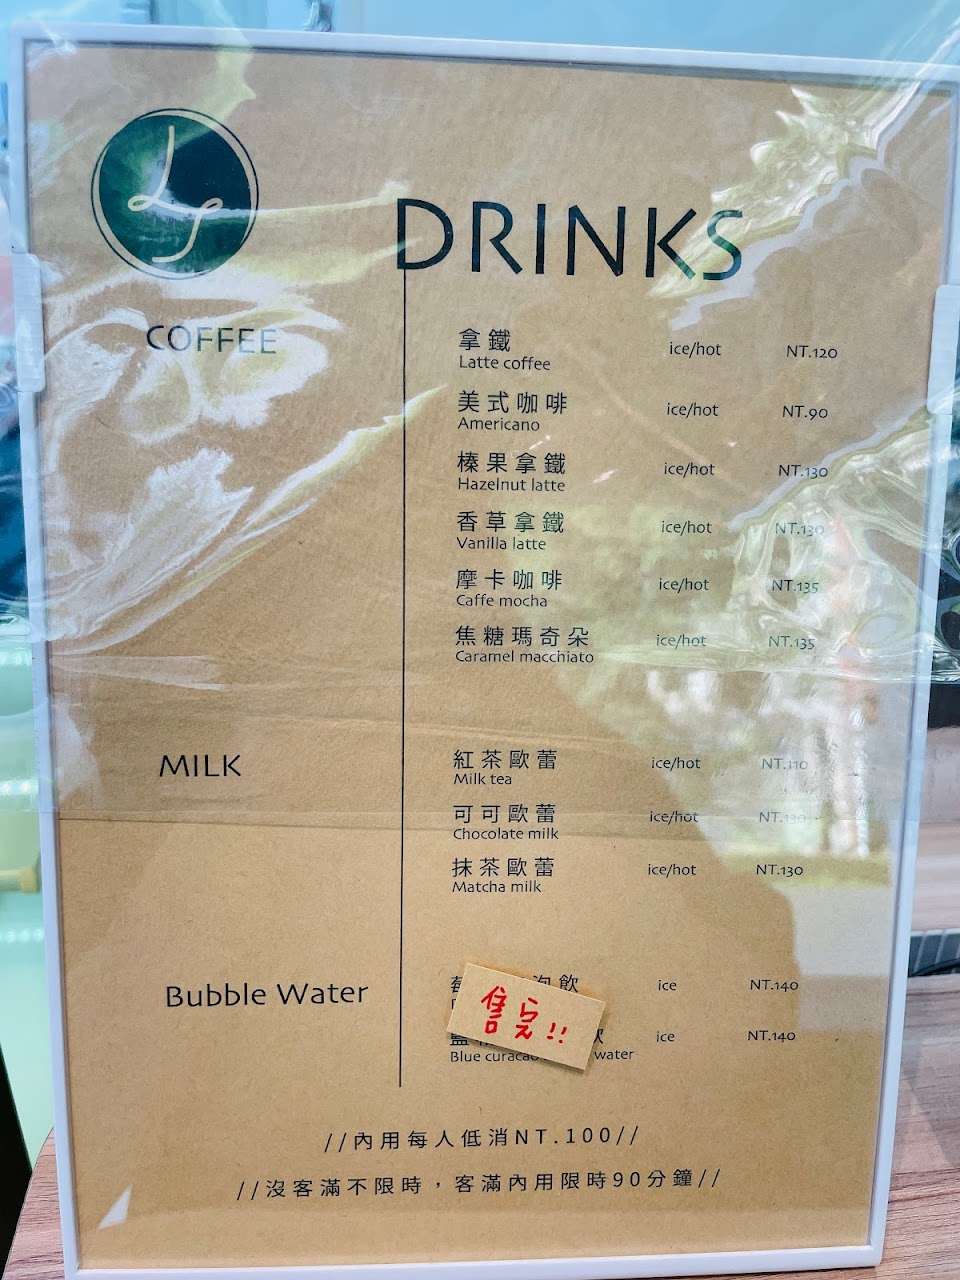 LJ
DRINKS
COFFEE
拿鐵
Latte coffee
ice/hot
NT.120
美式咖啡
Americano
ice/hot
NT.90
榛果拿鐵
Hazelnut latte
ice/hot
NT.130
香草拿鐵
Vanilla latte
ice/hot
NT.130
摩卡咖啡
Caffe mocha
ice/hot
NT.135
焦糖瑪奇朵
Caramel macchiato
ice/hot
NT.135
MILK
紅茶歐蕾
Milk tea
ice/hot
NT.110
可可歐蕾
Chocolate milk
ice/hot
NT.130
抹茶歐蕾
Matcha milk
ice/hot
NT.130
Bubble Water
泡飲
ice
NT.140
售完!!
ice
NT.140
Blue curacao water
//內用每人低消NT.100//
//沒客滿不限時，客滿內用限時90分鐘//